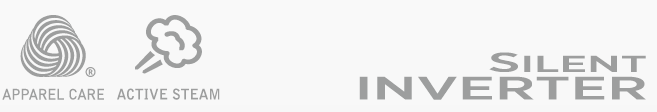 ®
APPAREL CARE ACTIVE STEAM
SILENT
INVERTER